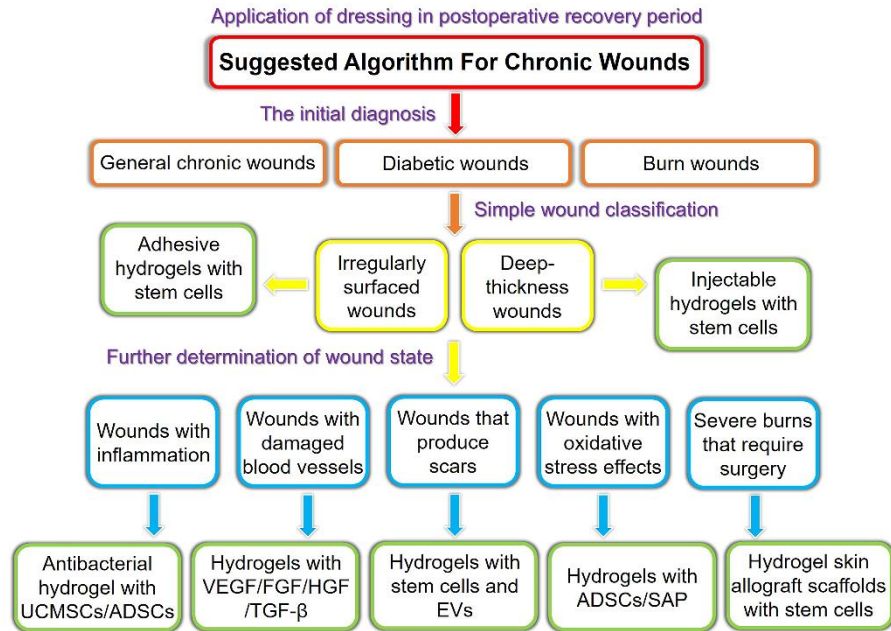 Application of dressing in postoperative recovery period
Suggested Algorithm For Chronic Wounds
The initial diagnosis
General chronic wounds
Diabetic wounds
Burn wounds
Simple wound classification
Adhesive
hydrogels with
stem cells
Irregularly
surfaced
wounds
Deep-
thickness
wounds
Injectable
hydrogels with
stem cells
Further determination of wound state
Wounds with
inflammation
Wounds with
damaged
blood vessels
Wounds that
produce
scars
Wounds with
oxidative
stress effects
Severe burns
that require
surgery
Antibacterial
hydrogel with
UCMSCs/ADSCs
Hydrogels with
VEGF/FGF/HGF
/TGF-β
Hydrogels with
stem cells and
EVs
Hydrogels with
ADSCs/SAP
Hydrogel skin
allograft scaffolds
with stem cells